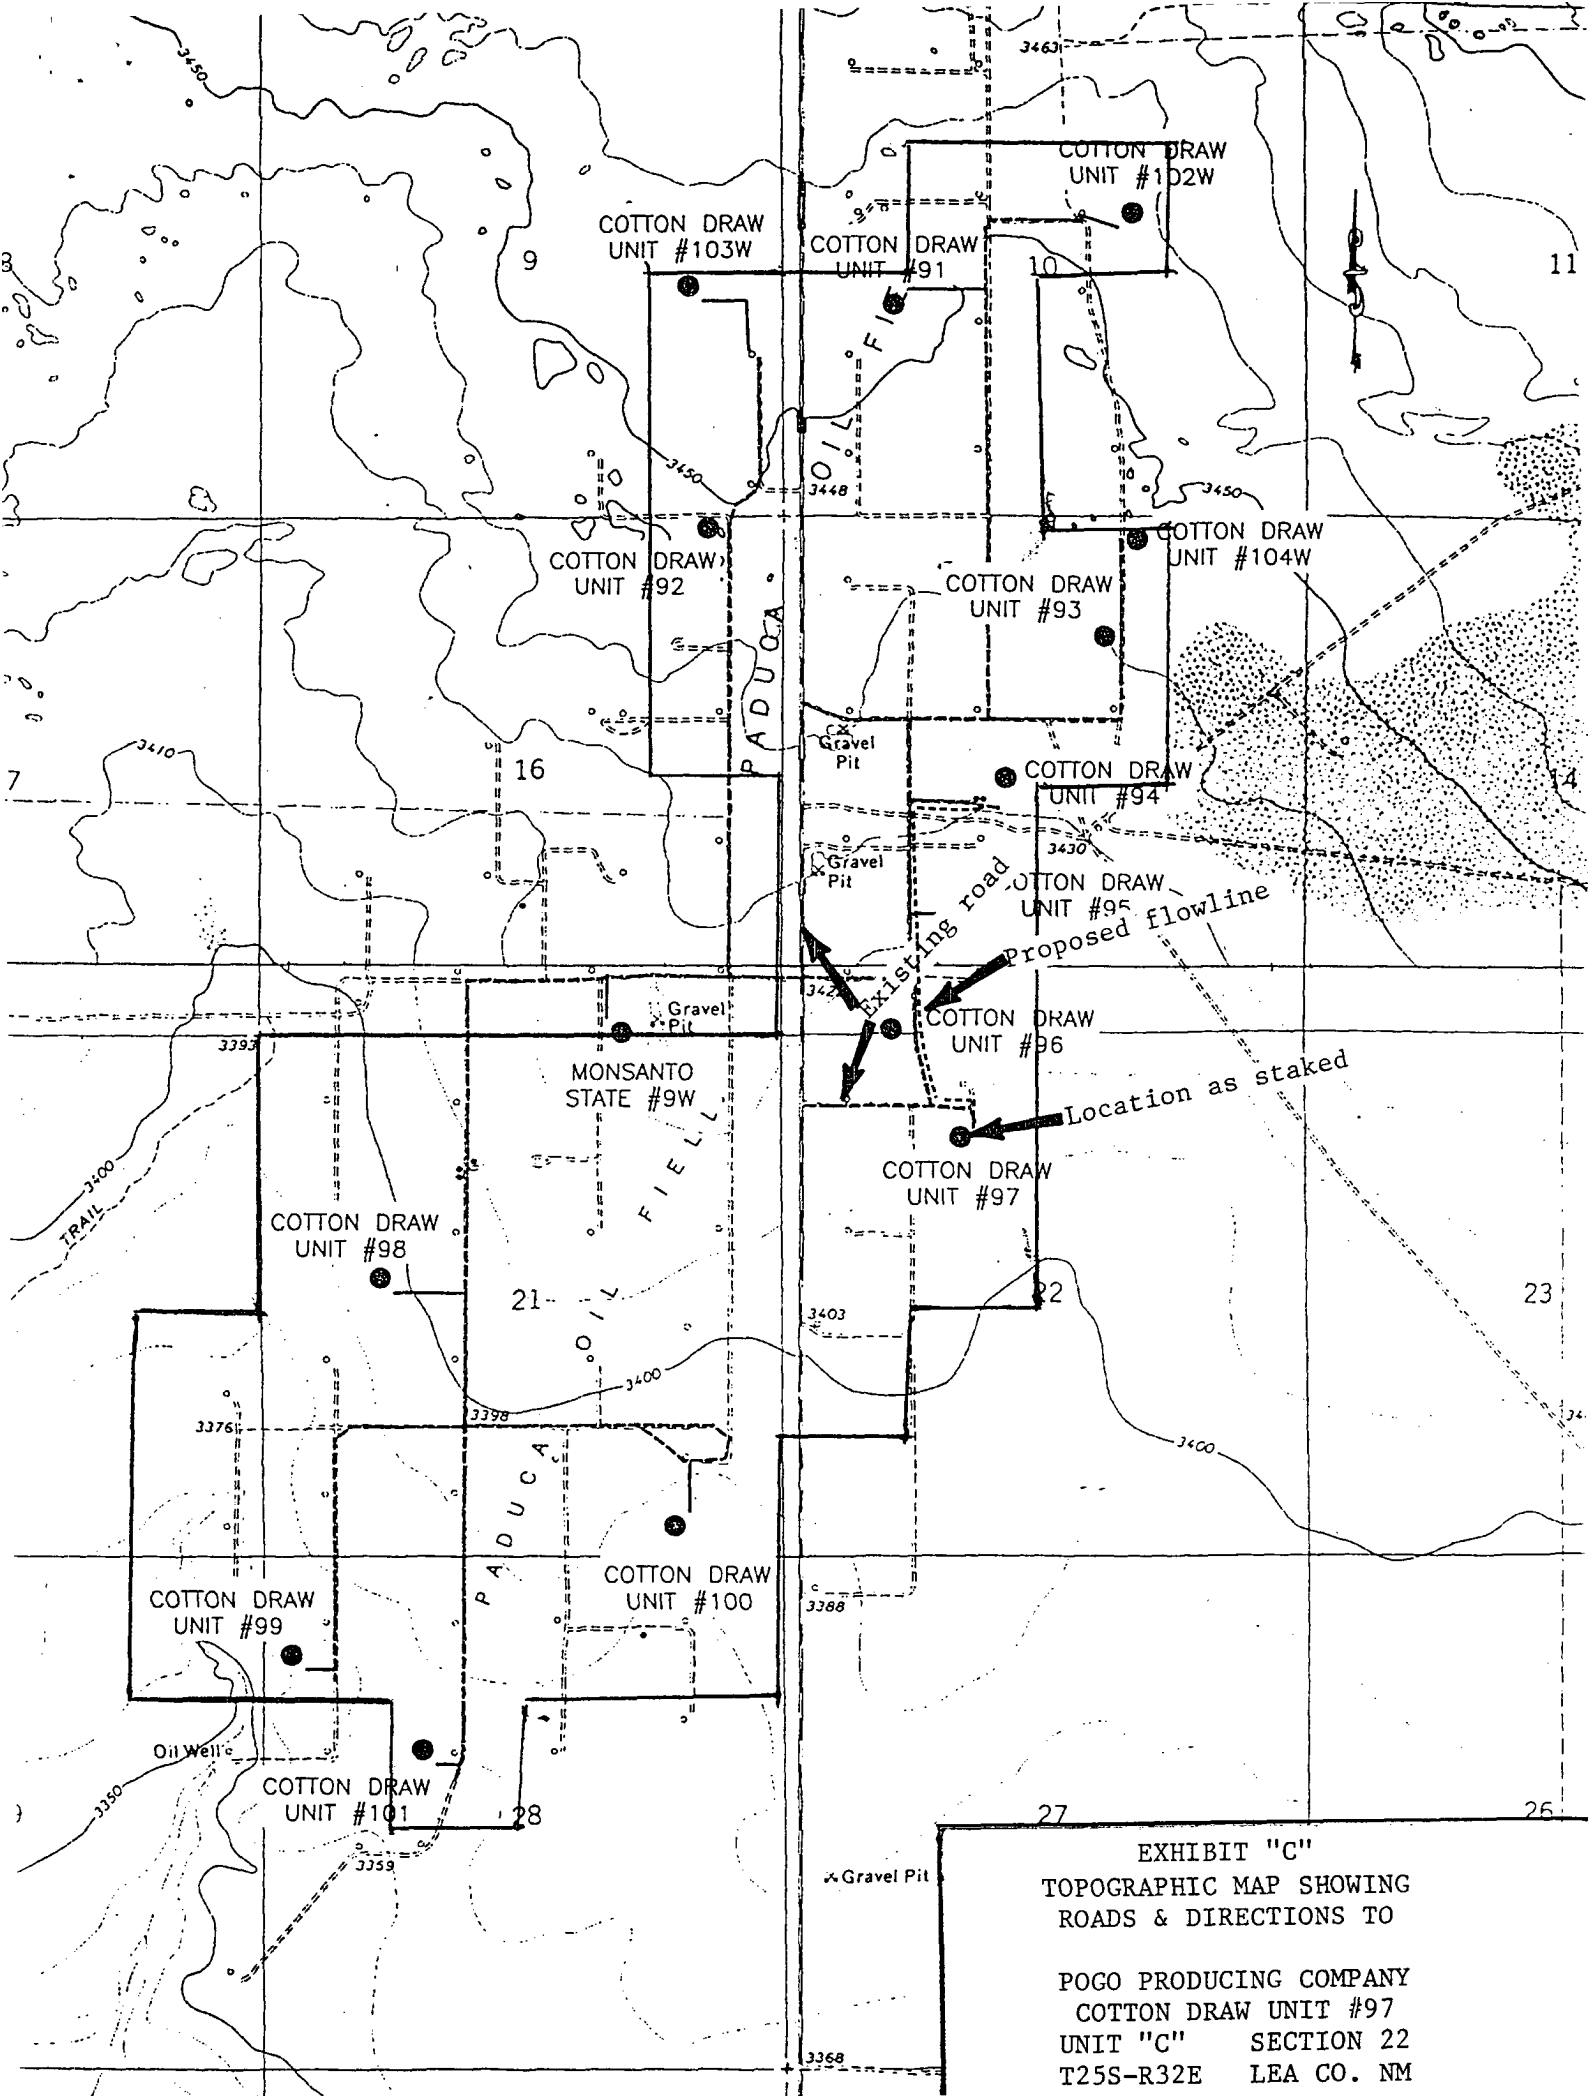 3450
3463
COTTON DRAW
UNIT #102W
COTTON DRAW
UNIT #103W
COTTON DRAW
UNIT #91
9
10
11
3450
OIL FI
3448
3450
COTTON DRAW
UNIT #92
COTTON DRAW
UNIT #104W
COTTON DRAW
UNIT #93
PADUCA
Gravel
Pit
3410
7
16
COTTON DRAW
UNIT #94
14
3430
Gravel
Pit
OTTON DRAW
UNIT #95
Existing road
Proposed flowline
Gravel
Pit
3393
COTTON DRAW
UNIT #96
MONSANTO
STATE #9W
Location as staked
3400
TRAIL
COTTON DRAW
UNIT #97
OIL FIELL
COTTON DRAW
UNIT #98
21
22
23
3403
3400
3398
3376
3400
PADUCA
COTTON DRAW
UNIT #99
COTTON DRAW
UNIT #100
3388
Oil Well
3350
COTTON DRAW
UNIT #101
28
27
26
3359
Gravel Pit
EXHIBIT "C"
TOPOGRAPHIC MAP SHOWING
ROADS & DIRECTIONS TO
POGO PRODUCING COMPANY
COTTON DRAW UNIT #97
UNIT "C" SECTION 22
T25S-R32E LEA CO. NM
3368